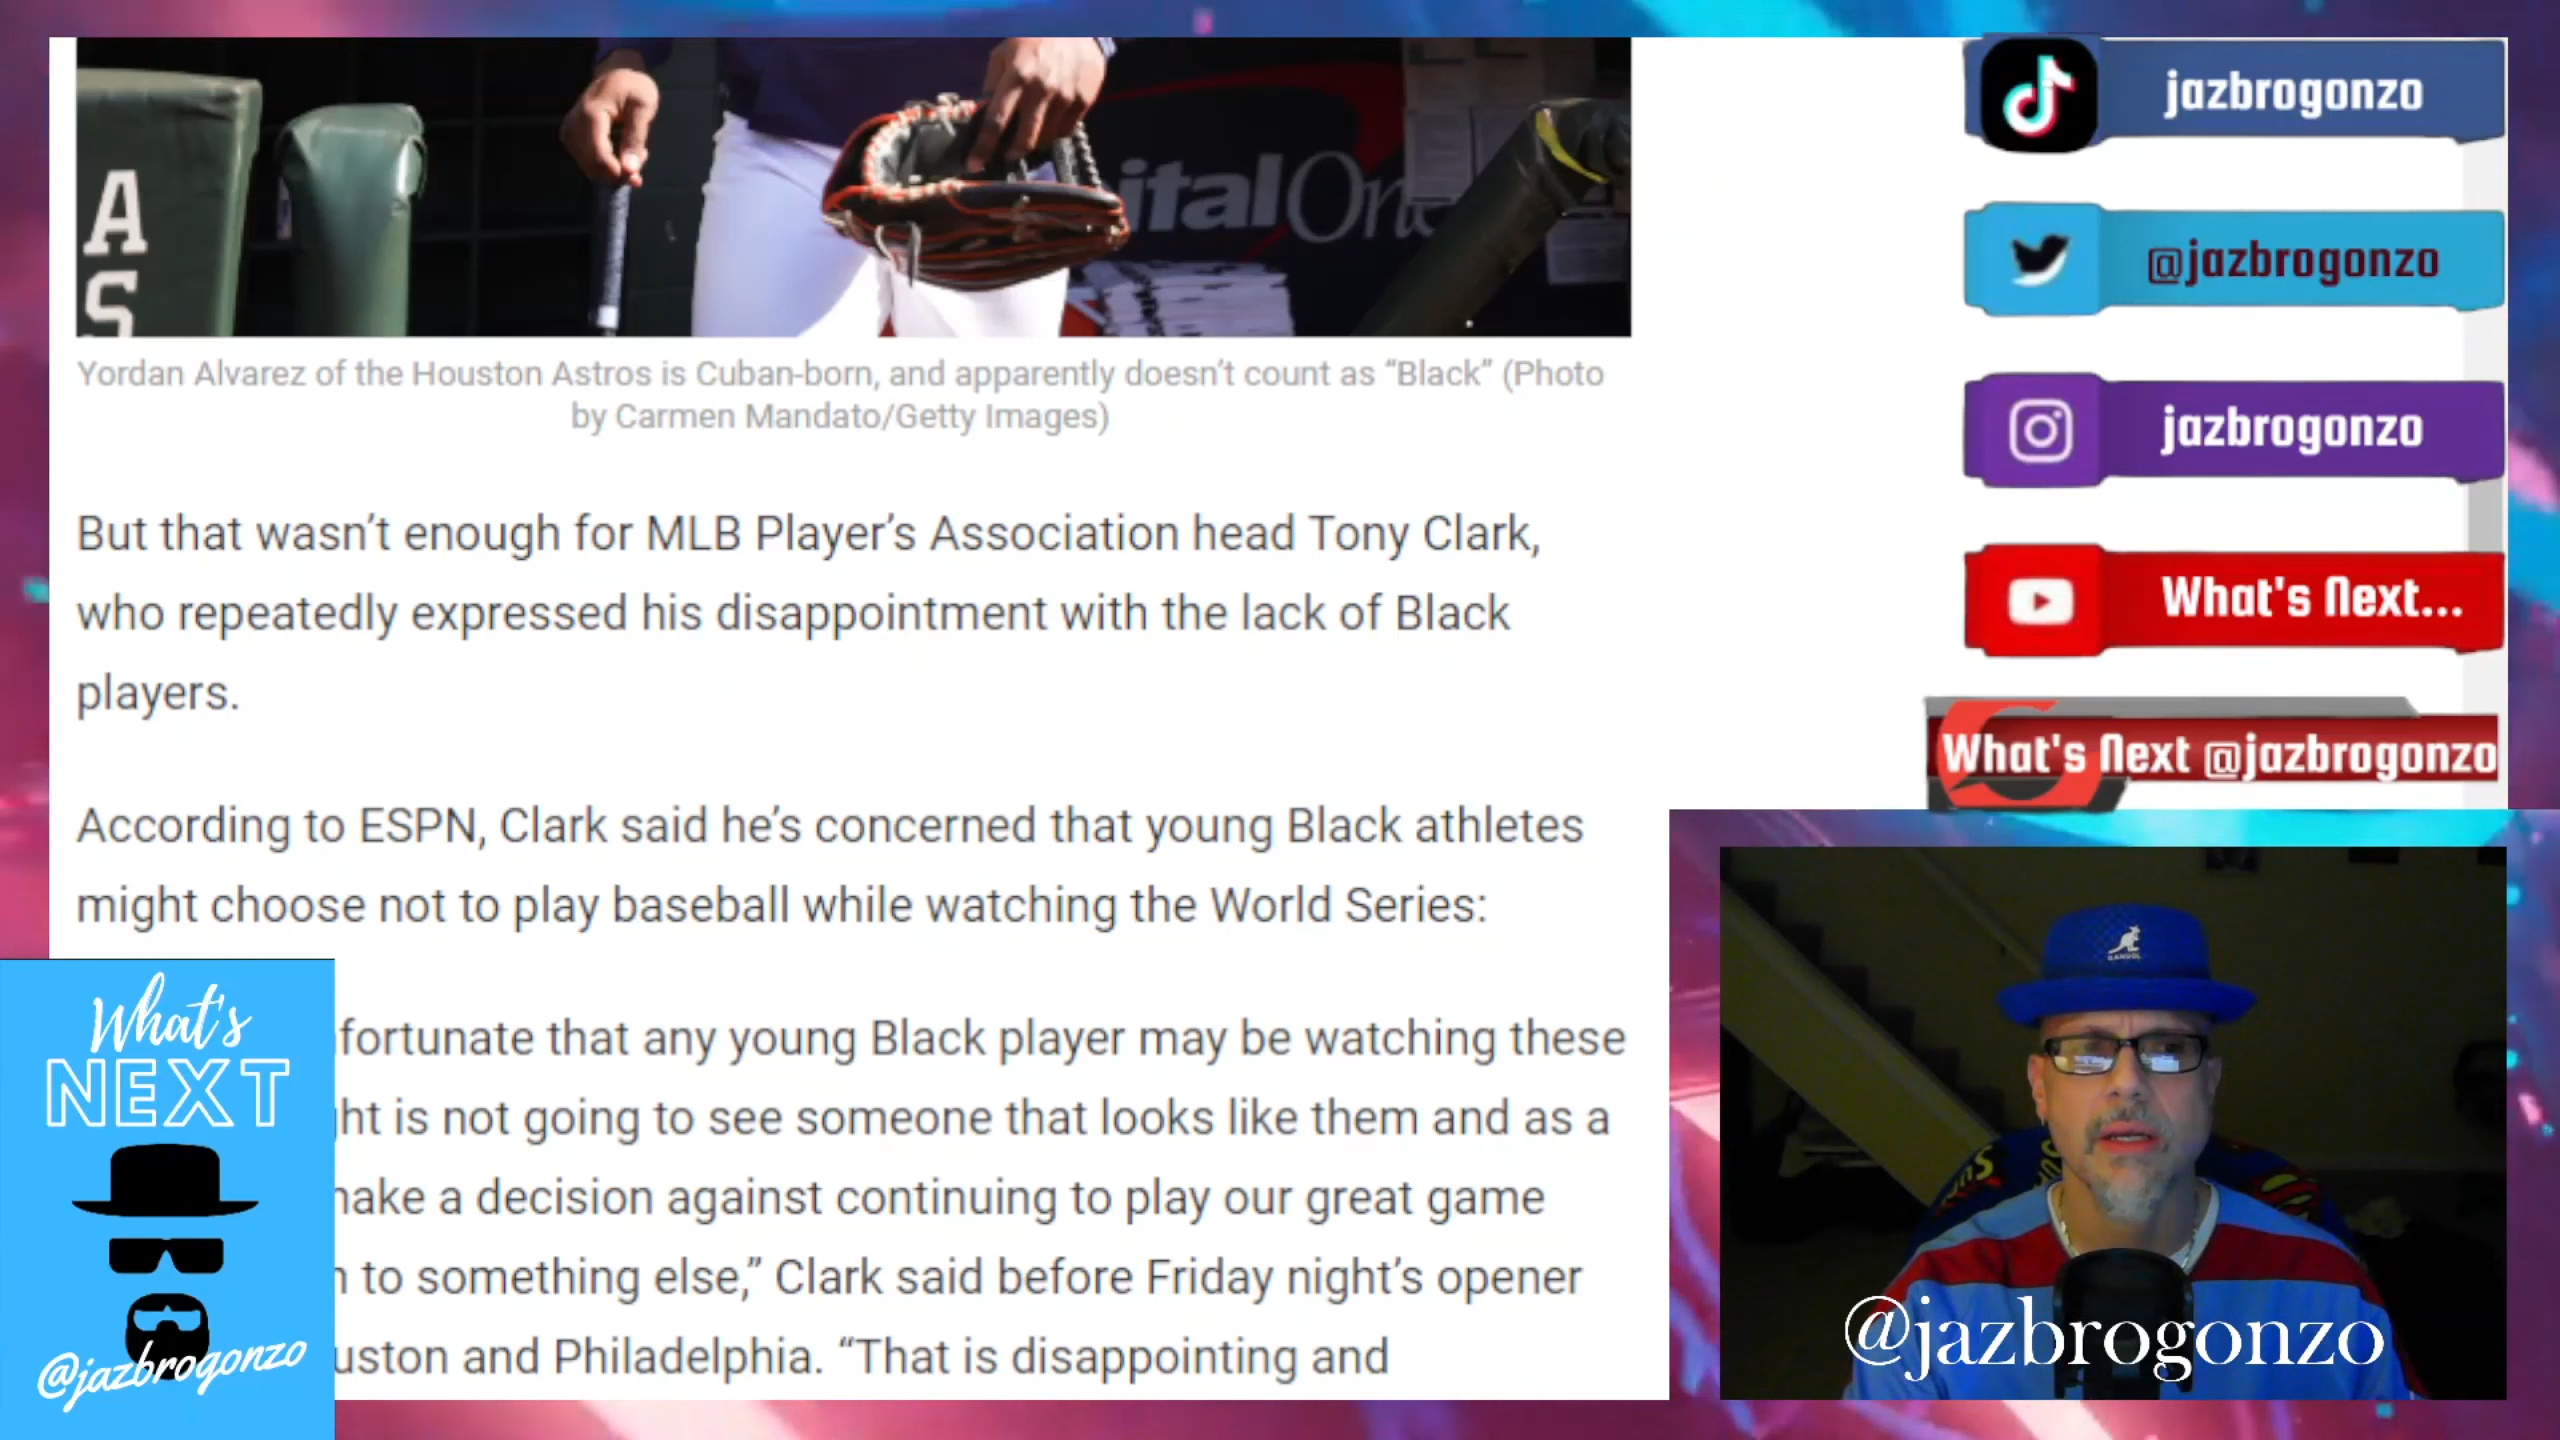 A
S
italOne
Yordan Alvarez of the Houston Astros is Cuban-born, and apparently doesn’t count as “Black” (Photo
by Carmen Mandato/Getty Images)
But that wasn’t enough for MLB Player’s Association head Tony Clark,
who repeatedly expressed his disappointment with the lack of Black
players.
According to ESPN, Clark said he’s concerned that young Black athletes
might choose not to play baseball while watching the World Series:
fortunate that any young Black player may be watching these
ht is not going to see someone that looks like them and as a
make a decision against continuing to play our great game
n to something else,” Clark said before Friday night’s opener
uston and Philadelphia. “That is disappointing and
jazbrogonzo
@jazbrogonzo
jazbrogonzo
What's Next...
What's Next @jazbrogonzo
What's
NEXT
@jazbrogonzo
KANGOL
@jazbrogonzo